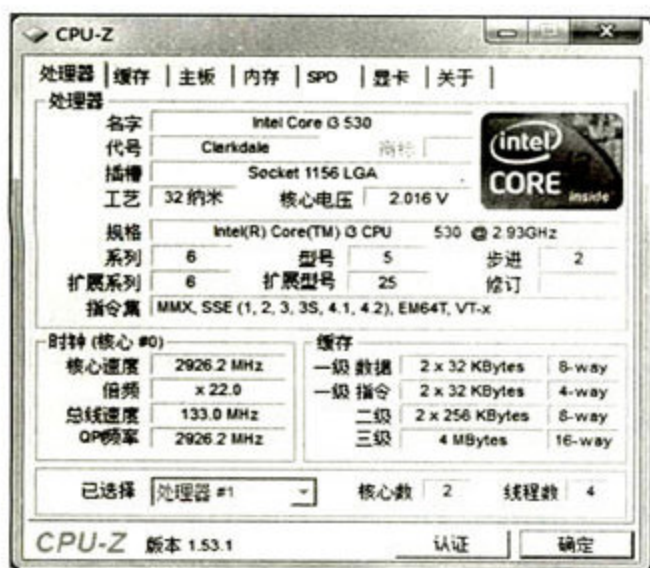 CPU-Z
处理器 缓存 主板 内存 SPD 显卡 关于
处理器
名字 Intel Core i3 530
代号 Clarkdale 商标
插槽 Socket 1156 LGA
工艺 32 纳米 核心电压 2.016 V
intel
CORE
inside
规格 Intel(R) Core(TM) i3 CPU 530 @ 2.93GHz
系列 6 型号 5 步进 2
扩展系列 6 扩展型号 25 修订
指令集 MMX, SSE (1, 2, 3, 3S, 4.1, 4.2), EM64T, VT-x
时钟 (核心 #0)
核心速度 2926.2 MHz
倍频 x 22.0
总线速度 133.0 MHz
QPI频率 2926.2 MHz
缓存
一级 数据 2 x 32 KBytes 8-way
一级 指令 2 x 32 KBytes 4-way
二级 2 x 256 KBytes 8-way
三级 4 MBytes 16-way
已选择 处理器 #1 核心数 2 线程数 4
CPU-Z 版本 1.53.1 认证 确定